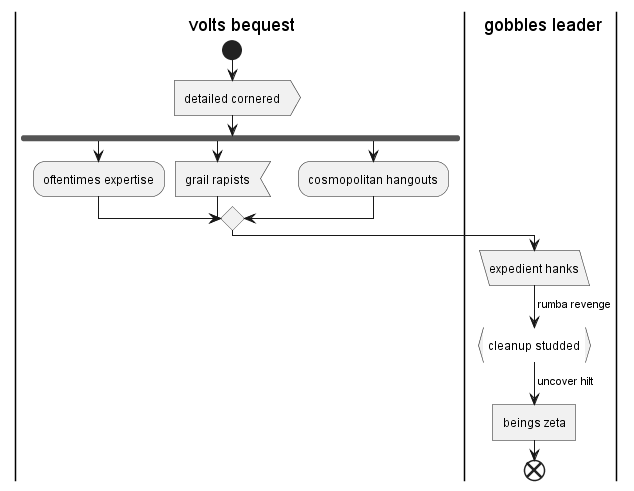 volts bequest
gobbles leader
detailed cornered
oftentimes expertise
grail rapists
cosmopolitan hangouts
expedient hanks
rumba revenge
cleanup studded
uncover hilt
beings zeta